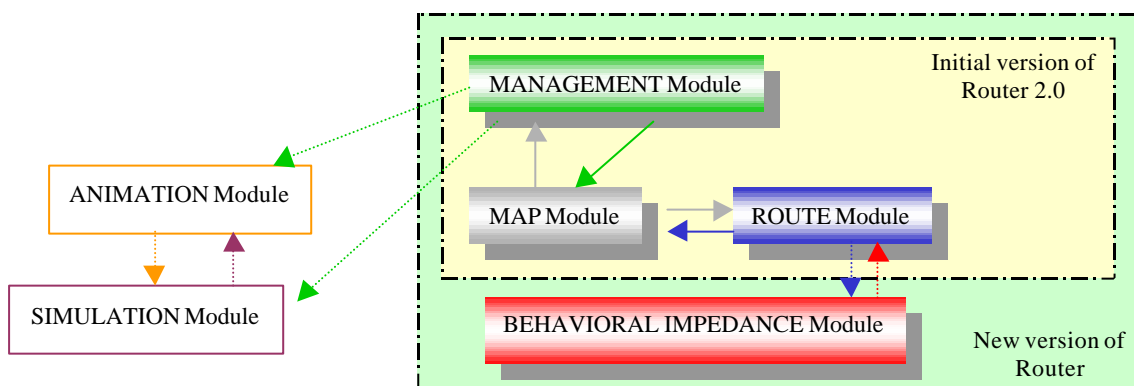 MANAGEMENT Module
Initial version of
Router 2.0
ANIMATION Module
MAP Module
ROUTE Module
SIMULATION Module
BEHAVIORAL IMPEDANCE Module
New version of
Router